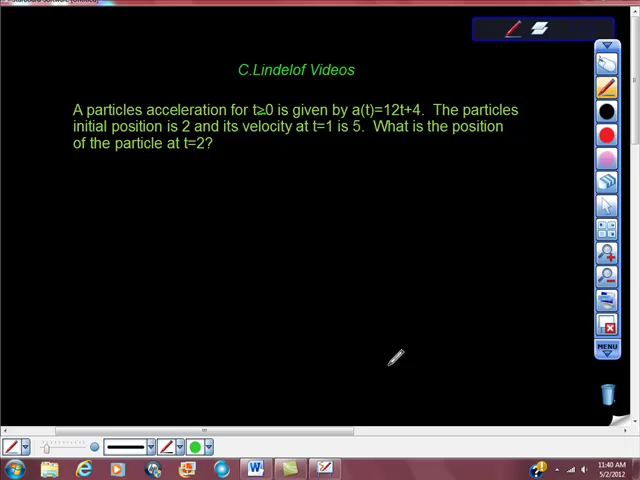 C.Lindelof Videos
A particles acceleration for t≥0 is given by a(t)=12t+4. The particles
initial position is 2 and its velocity at t=1 is 5. What is the position
of the particle at t=2?
MENU
11:40 AM
5/2/2012